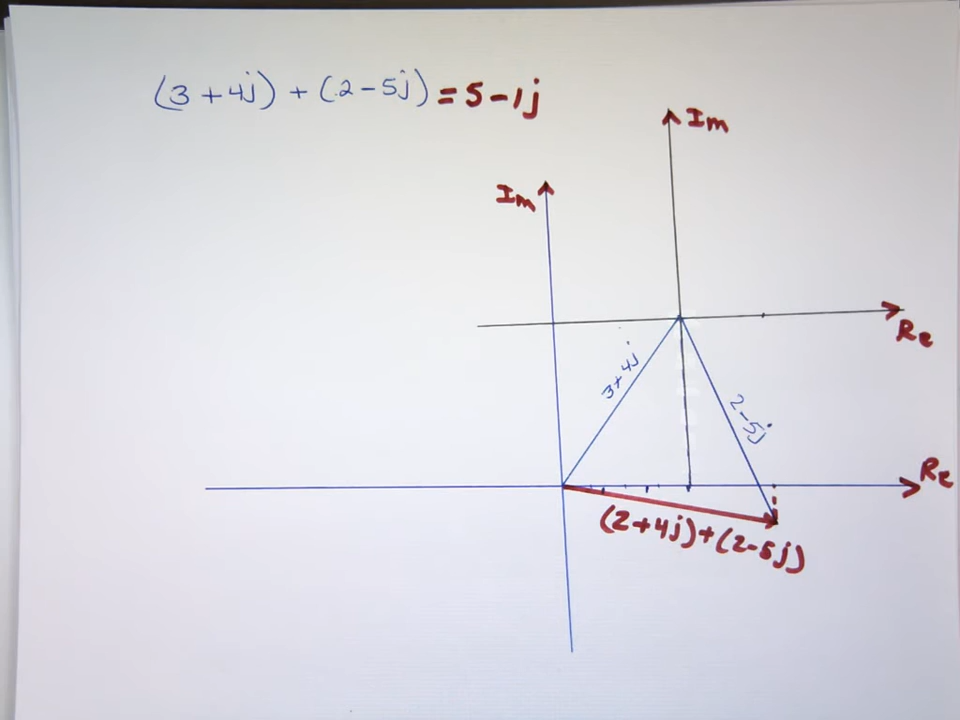 (3 + 4j) + (2 - 5j) = 5 - 1j
Im
Im
Re
3 + 4j
2 - 5j
Re
(2 + 4j) + (2 - 5j)